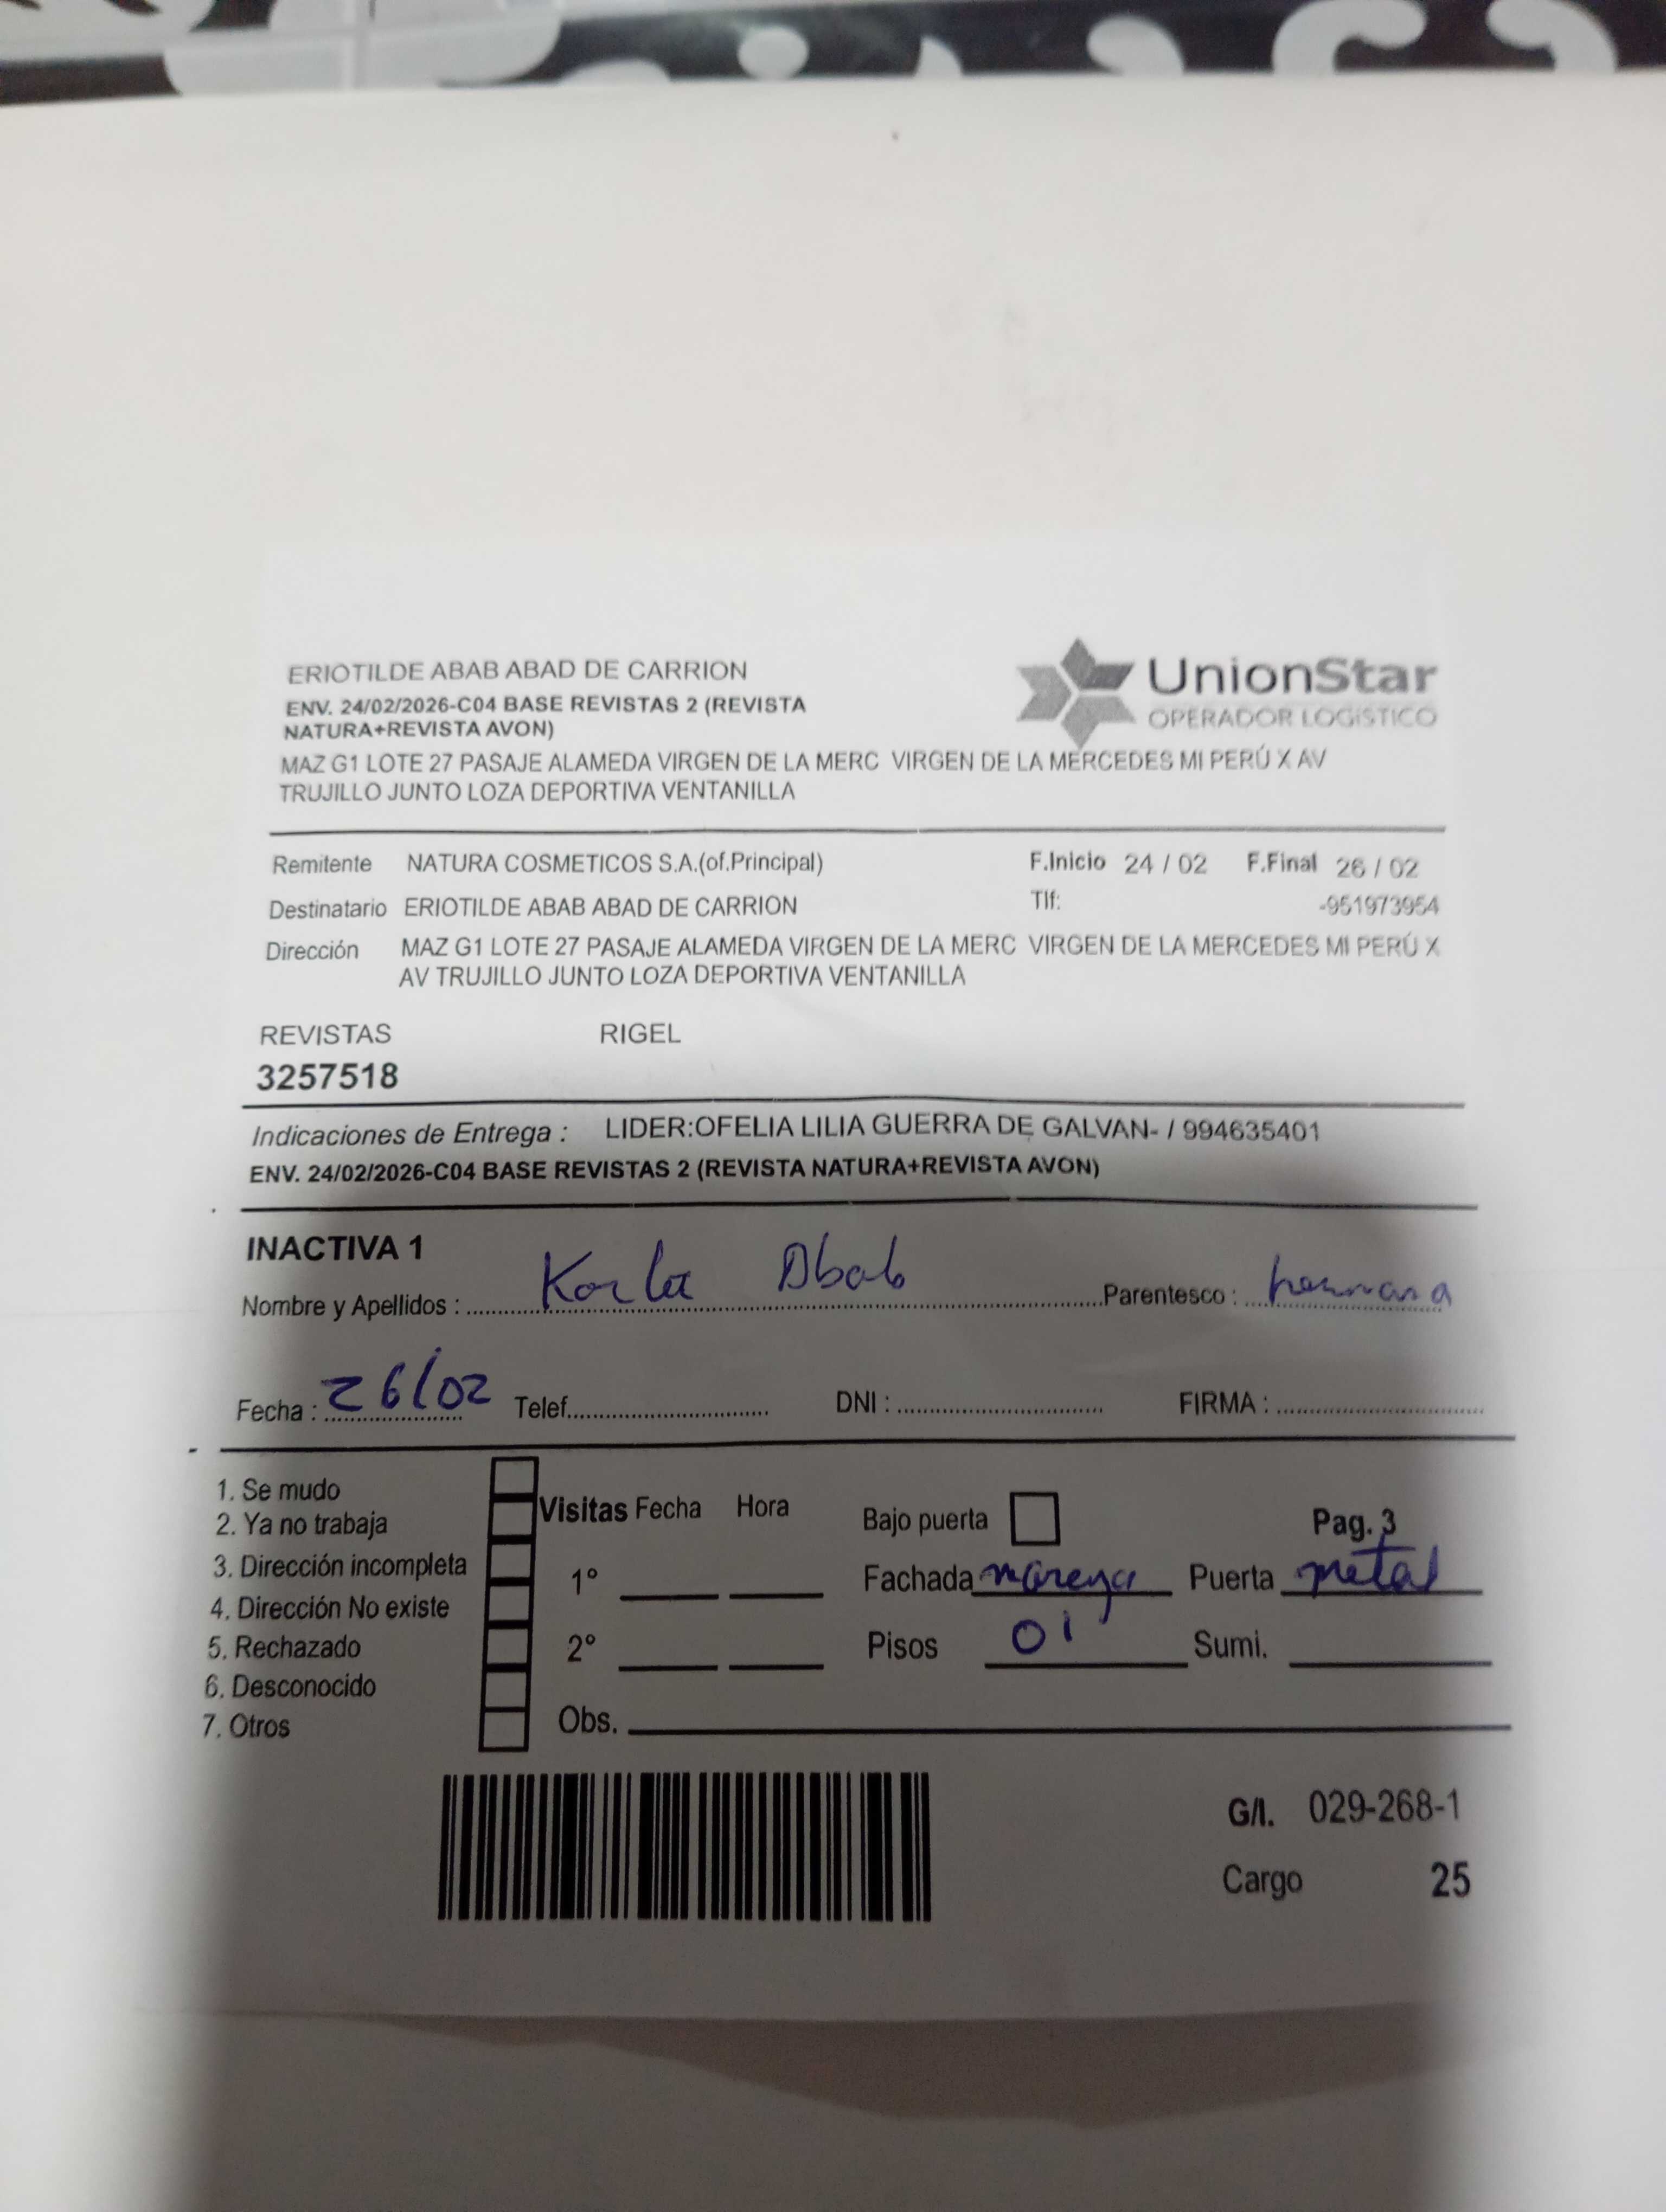 ERIOTILDE ABAB ABAD DE CARRION
ENV. 24/02/2026-C04 BASE REVISTAS 2 (REVISTA
NATURA+REVISTA AVON)
UnionStar
OPERADOR LOGíSTICO
MAZ G1 LOTE 27 PASAJE ALAMEDA VIRGEN DE LA MERC VIRGEN DE LA MERCEDES MI PERÚ X AV
TRUJILLO JUNTO LOZA DEPORTIVA VENTANILLA
Remitente NATURA COSMETICOS S.A.(of.Principal) F.Inicio 24 / 02 F.Final 26 / 02
Destinatario ERIOTILDE ABAB ABAD DE CARRION Tlf: -951973954
Dirección MAZ G1 LOTE 27 PASAJE ALAMEDA VIRGEN DE LA MERC VIRGEN DE LA MERCEDES MI PERÚ X
AV TRUJILLO JUNTO LOZA DEPORTIVA VENTANILLA
REVISTAS RIGEL
3257518
Indicaciones de Entrega : LIDER:OFELIA LILIA GUERRA DE GALVAN- / 994635401
ENV. 24/02/2026-C04 BASE REVISTAS 2 (REVISTA NATURA+REVISTA AVON)
INACTIVA 1
Nombre y Apellidos : Karla Abab Parentesco : hermana
Fecha : 26/02 Telef. DNI : FIRMA :
1. Se mudo
2. Ya no trabaja
3. Dirección incompleta
4. Dirección No existe
5. Rechazado
6. Desconocido
7. Otros
Visitas Fecha Hora
1°
2°
Obs.
Bajo puerta Pag. 3
Fachada Puerta metal
Pisos 01 Sumi.
G/I. 029-268-1
Cargo 25